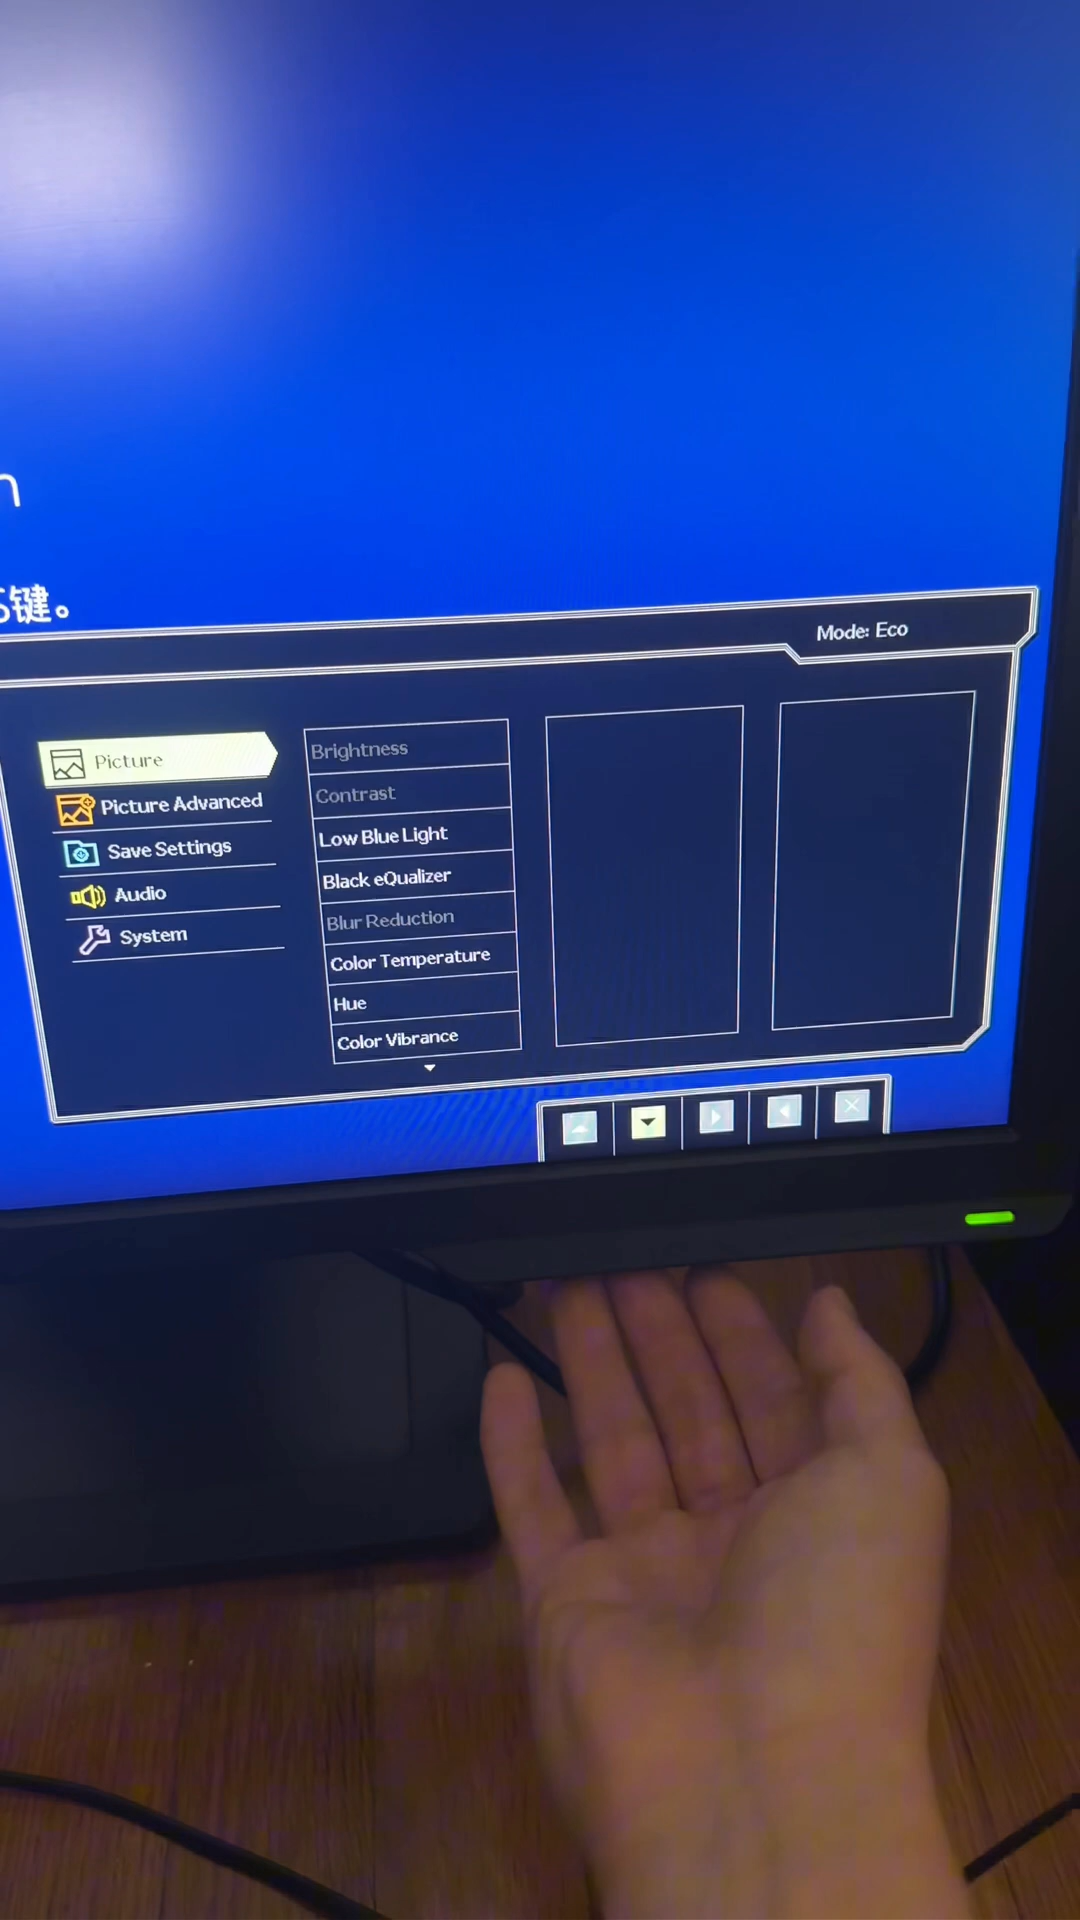 键。
Mode: Eco
Picture
Picture Advanced
Save Settings
Audio
System
Brightness
Contrast
Low Blue Light
Black eQualizer
Blur Reduction
Color Temperature
Hue
Color Vibrance